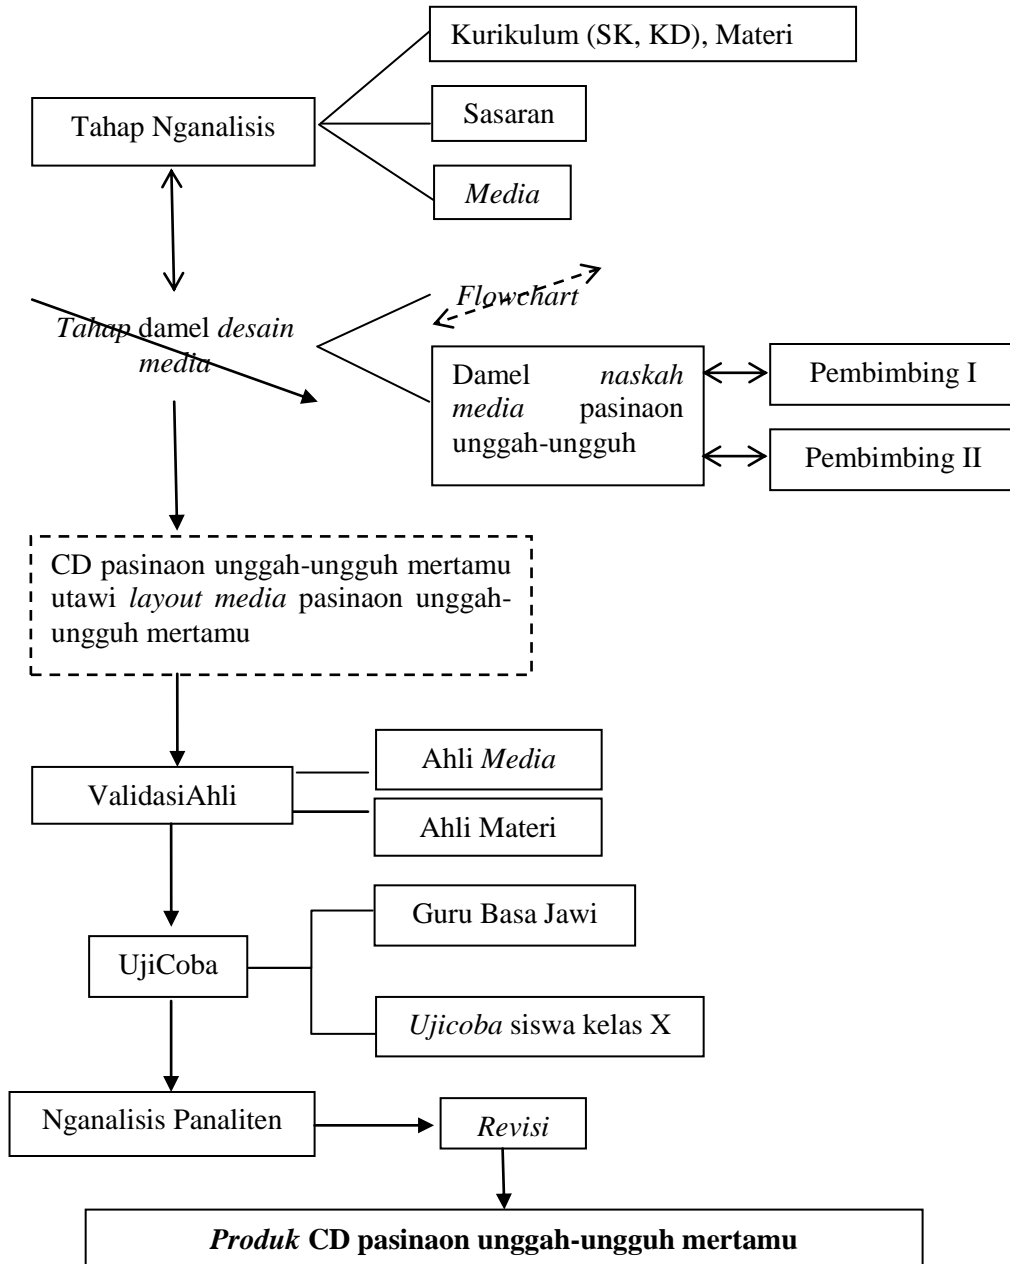 Kurikulum (SK, KD), Materi
Tahap Nganalisis
Sasaran
Media
Flowchart
Tahap damel desain
media
Damel naskah
media pasinaon
unggah-ungguh
Pembimbing I
Pembimbing II
CD pasinaon unggah-ungguh mertamu
utawi layout media pasinaon unggah-
ungguh mertamu
Ahli Media
ValidasiAhli
Ahli Materi
Guru Basa Jawi
UjiCoba
Ujicoba siswa kelas X
Nganalisis Panaliten
Revisi
Produk CD pasinaon unggah-ungguh mertamu